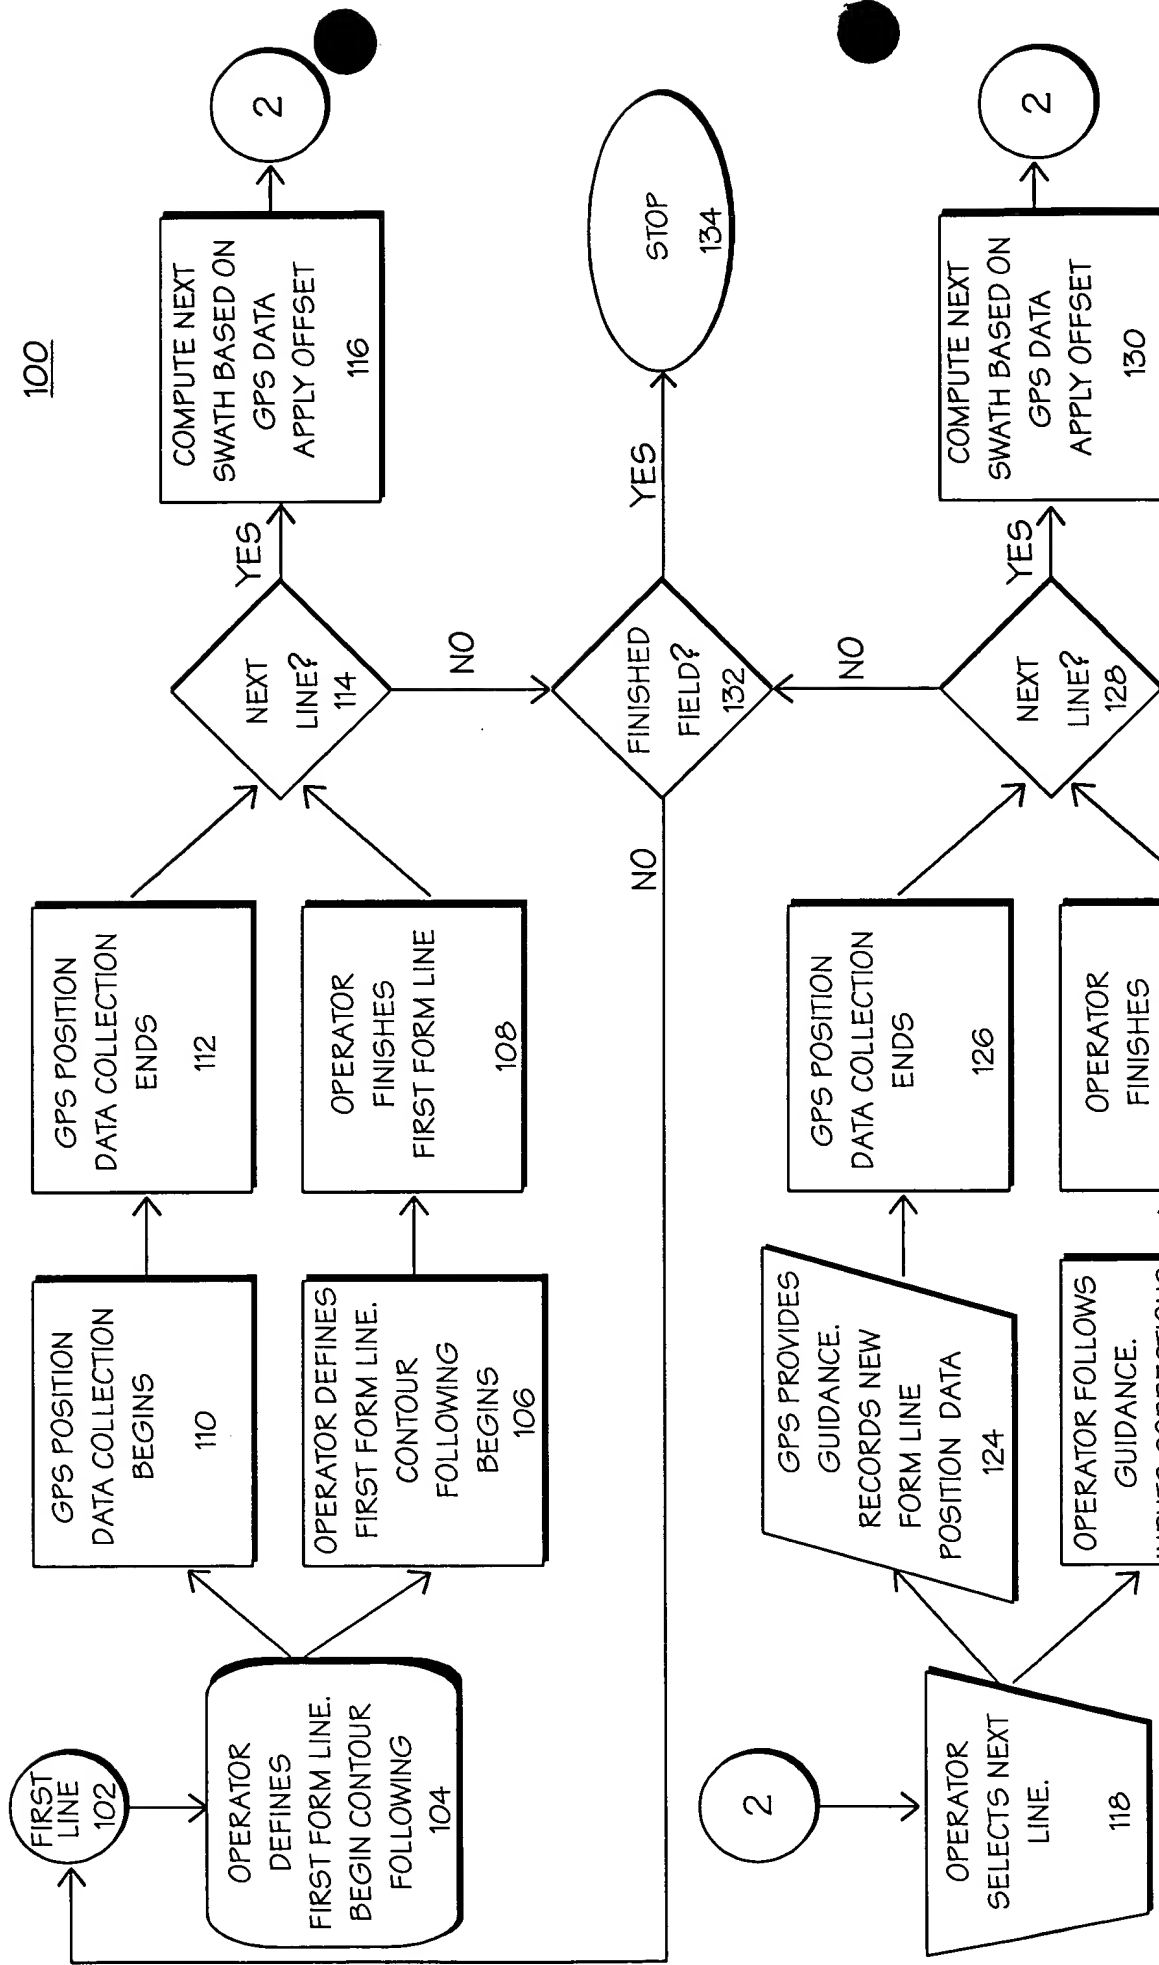 100
FIRST
LINE
102
OPERATOR
DEFINES
FIRST FORM LINE.
BEGIN CONTOUR
FOLLOWING
104
GPS POSITION
DATA COLLECTION
BEGINS
110
OPERATOR DEFINES
FIRST FORM LINE.
CONTOUR
FOLLOWING
BEGINS
106
GPS POSITION
DATA COLLECTION
ENDS
112
OPERATOR
FINISHES
FIRST FORM LINE
108
NEXT
LINE?
114
YES
NO
COMPUTE NEXT
SWATH BASED ON
GPS DATA
APPLY OFFSET
116
2
FINISHED
FIELD?
132
YES
NO
STOP
134
2
OPERATOR
SELECTS NEXT
LINE.
118
GPS PROVIDES
GUIDANCE.
RECORDS NEW
FORM LINE
POSITION DATA
124
OPERATOR FOLLOWS
GUIDANCE.
GPS POSITION
DATA COLLECTION
ENDS
126
OPERATOR
FINISHES
NEXT
LINE?
128
YES
NO
COMPUTE NEXT
SWATH BASED ON
GPS DATA
APPLY OFFSET
130
2